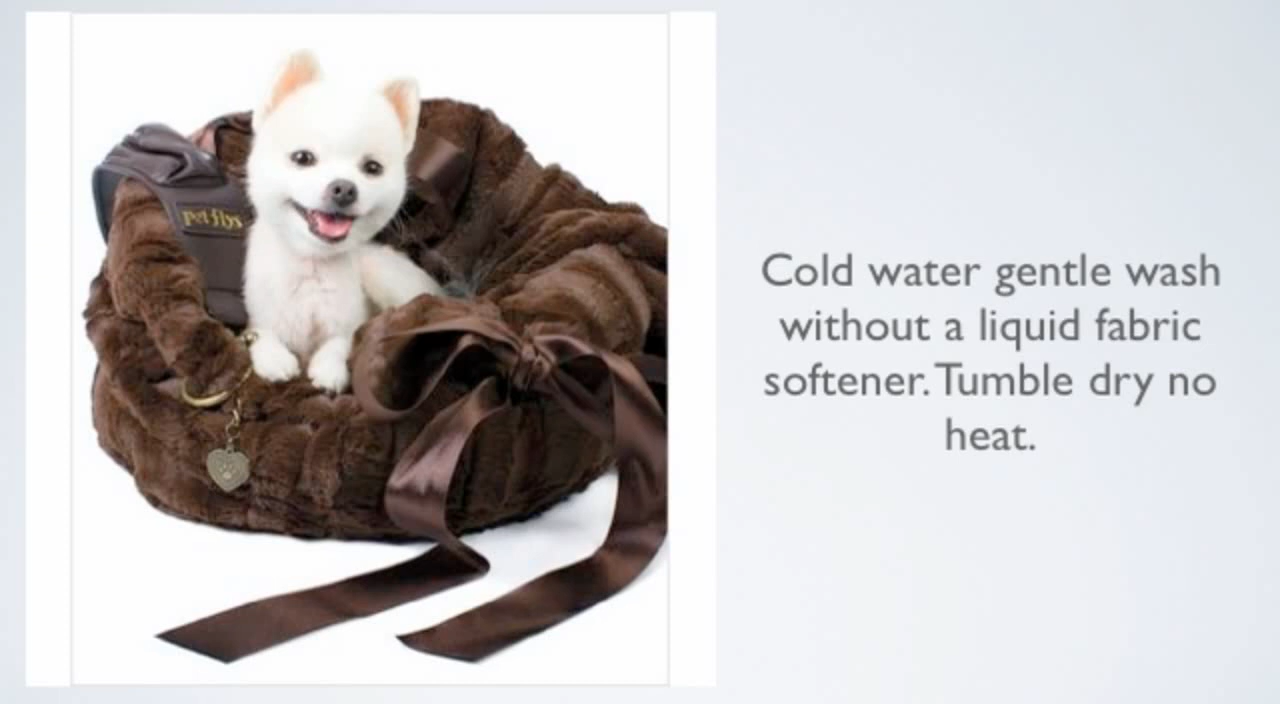 petflys
Cold water gentle wash
without a liquid fabric
softener. Tumble dry no
heat.